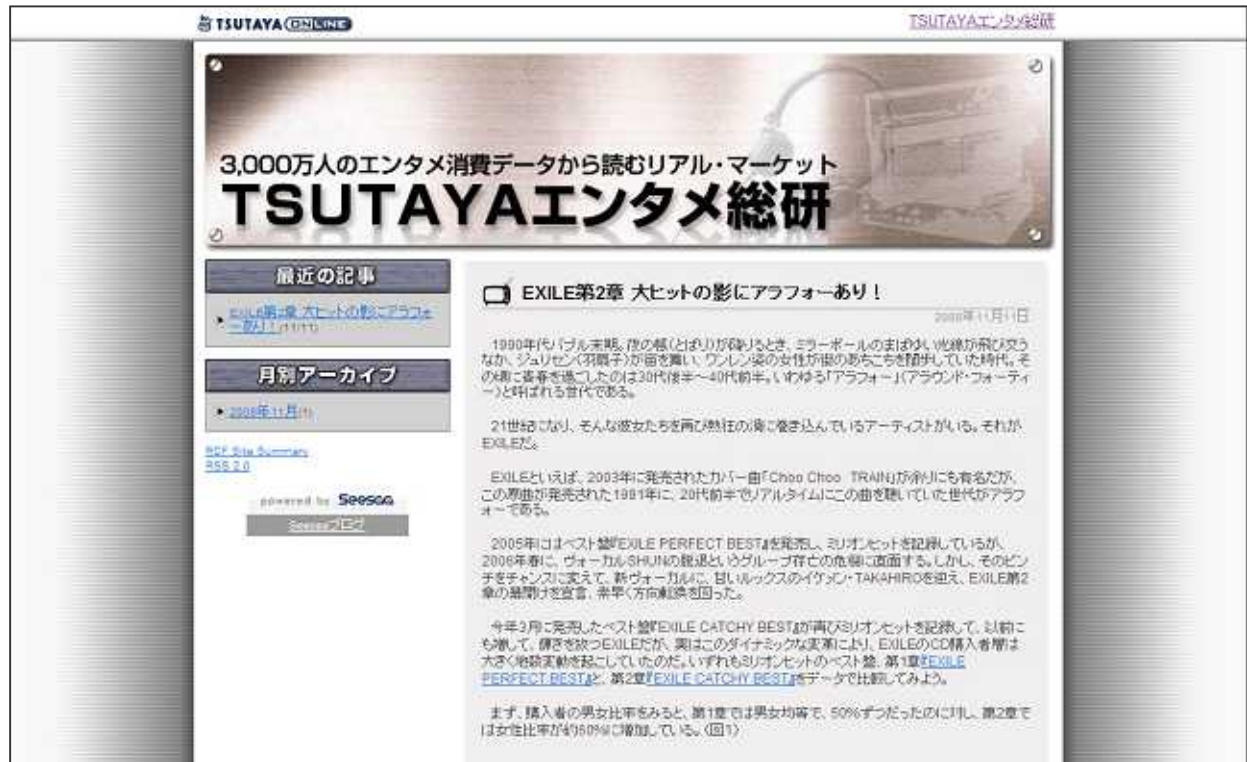 TSUTAYA ONLINE
TSUTAYAエンタメ総研
3,000万人のエンタメ消費データから読むリアル・マーケット
TSUTAYAエンタメ総研
最近の記事
EXILE第2章 大ヒットの影にアラフォ
ーあり！(11/11)
月別アーカイブ
2008年11月(1)
RDF Site Summary
RSS 2.0
powered by Seesaa
Seesaaブログ
EXILE第2章 大ヒットの影にアラフォーあり！
2008年11月11日
1990年代バブル末期。夜の帳(とばり)が降りるとき、ミラーボールのまばゆい光線が飛び交う
なか、ジュリセン(羽扇子)が宙を舞い、ワンレン姿の女性が街のあちこちを闊歩していた時代。そ
の頃に青春を過ごしたのは30代後半～40代前半。いわゆる「アラフォー」(アラウンド・フォーティ
ー)と呼ばれる世代である。
21世紀になり、そんな彼女たちを再び熱狂の渦に巻き込んでいるアーティストがいる。それが
EXILEだ。
EXILEといえば、2003年に発売されたカバー曲「Choo Choo TRAIN」が余りにも有名だが、
この原曲が発売された1991年に、20代前半でリアルタイムにこの曲を聴いていた世代がアラフ
ォーである。
2005年にはベスト盤『EXILE PERFECT BEST』を発売し、ミリオンヒットを記録しているが、
2006年春に、ヴォーカルSHUNの脱退というグループ存亡の危機に直面する。しかし、そのピン
チをチャンスに変えて、新ヴォーカルに、甘いルックスのイケメン・TAKAHIROを迎え、EXILE第2
章の幕開けを宣言、素早く方向転換を図った。
今年3月に発売したベスト盤『EXILE CATCHY BEST』が再びミリオンヒットを記録して、以前に
も増して、輝きを放つEXILEだが、実はこのダイナミックな変革により、EXILEのCD購入者層は
大きく地殻変動を起こしていたのだ。いずれもミリオンヒットのベスト盤、第1章『EXILE
PERFECT BEST』と、第2章『EXILE CATCHY BEST』をデータで比較してみよう。
まず、購入者の男女比率をみると、第1章では男女均等で、50%ずつだったのに対し、第2章で
は女性比率が約60%に増加している。(図1)